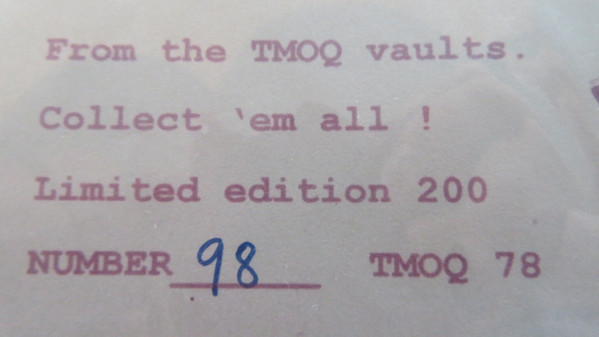 From the TMOQ vaults.
Collect 'em all !
Limited edition 200
NUMBER 98 TMOQ 78